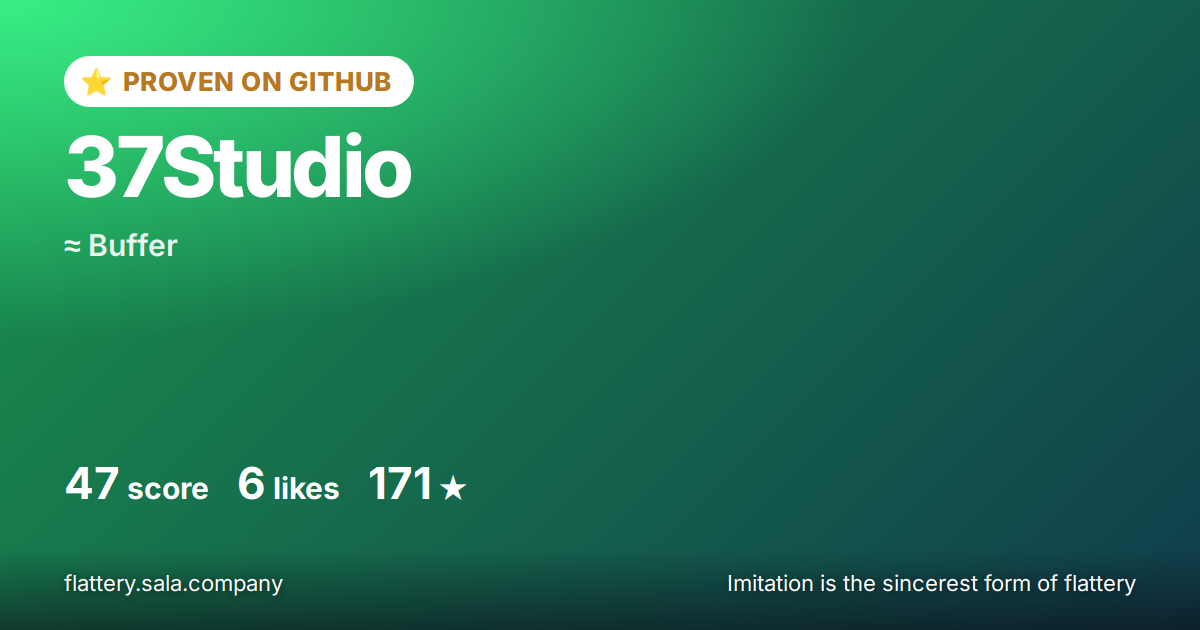 ⭐ PROVEN ON GITHUB
37Studio
≈ Buffer
47 score 6 likes 171 ★
flattery.sala.company
Imitation is the sincerest form of flattery